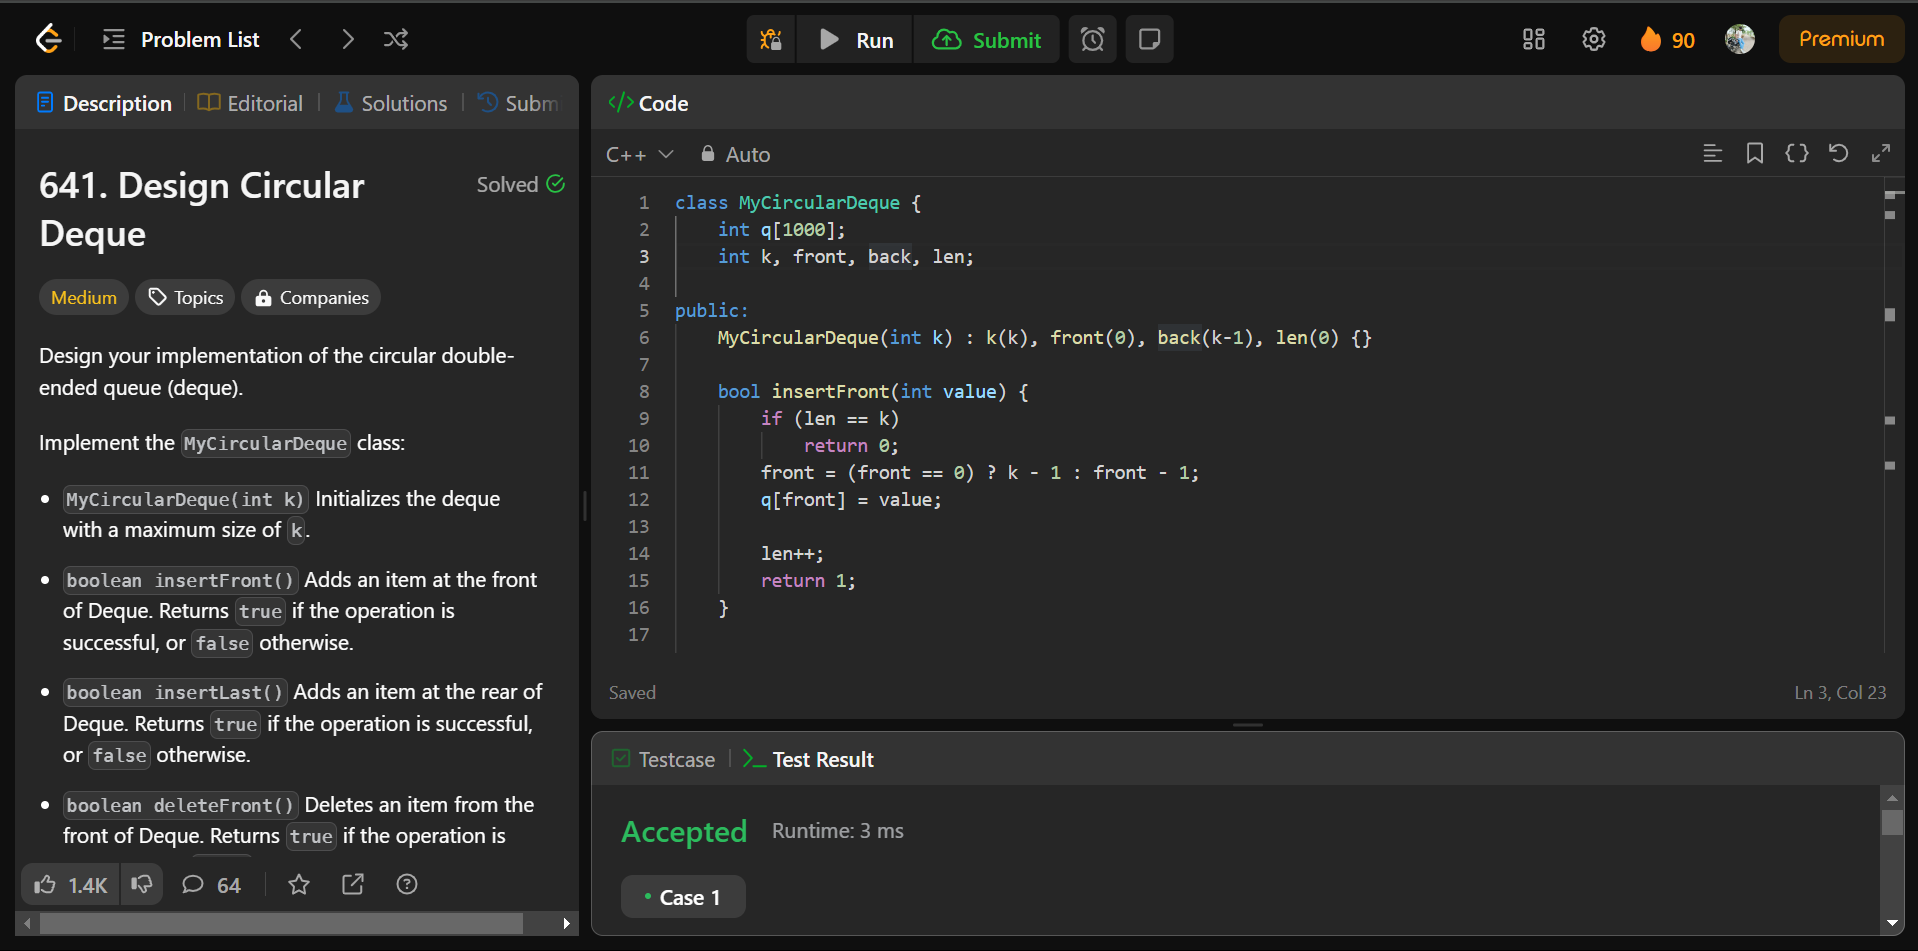 Problem List
Run
Submit
90
Premium
Description
Editorial
Solutions
Subm
641. Design Circular
Deque
Solved
Medium
Topics
Companies
Design your implementation of the circular double-
ended queue (deque).
Implement the MyCircularDeque class:
• MyCircularDeque(int k) Initializes the deque
with a maximum size of k.
• boolean insertFront() Adds an item at the front
of Deque. Returns true if the operation is
successful, or false otherwise.
• boolean insertLast() Adds an item at the rear of
Deque. Returns true if the operation is successful,
or false otherwise.
• boolean deleteFront() Deletes an item from the
front of Deque. Returns true if the operation is
1.4K
64
</> Code
C++
Auto
1 class MyCircularDeque {
2 int q[1000];
3 int k, front, back, len;
4
5 public:
6 MyCircularDeque(int k) : k(k), front(0), back(k-1), len(0) {}
7
8 bool insertFront(int value) {
9 if (len == k)
10 return 0;
11 front = (front == 0) ? k - 1 : front - 1;
12 q[front] = value;
13
14 len++;
15 return 1;
16 }
17
Saved
Ln 3, Col 23
Testcase
Test Result
Accepted
Runtime: 3 ms
• Case 1